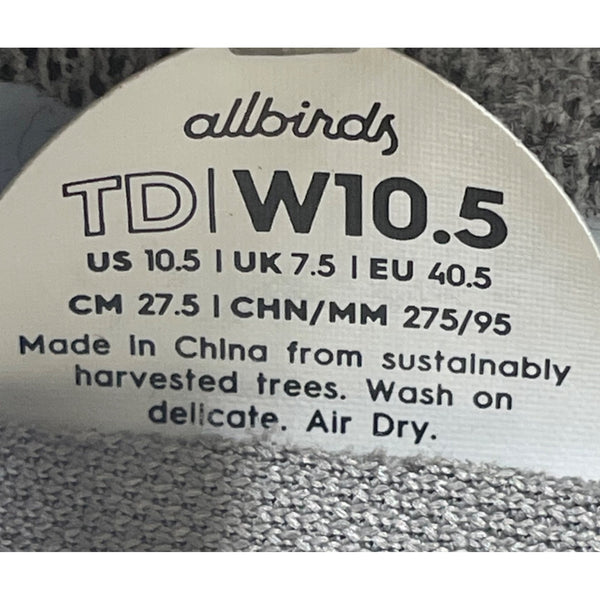 allbirds
TD|W10.5
US 10.5 | UK 7.5 | EU 40.5
CM 27.5 | CHN/MM 275/95
Made in China from sustainably
harvested trees. Wash on
delicate. Air Dry.